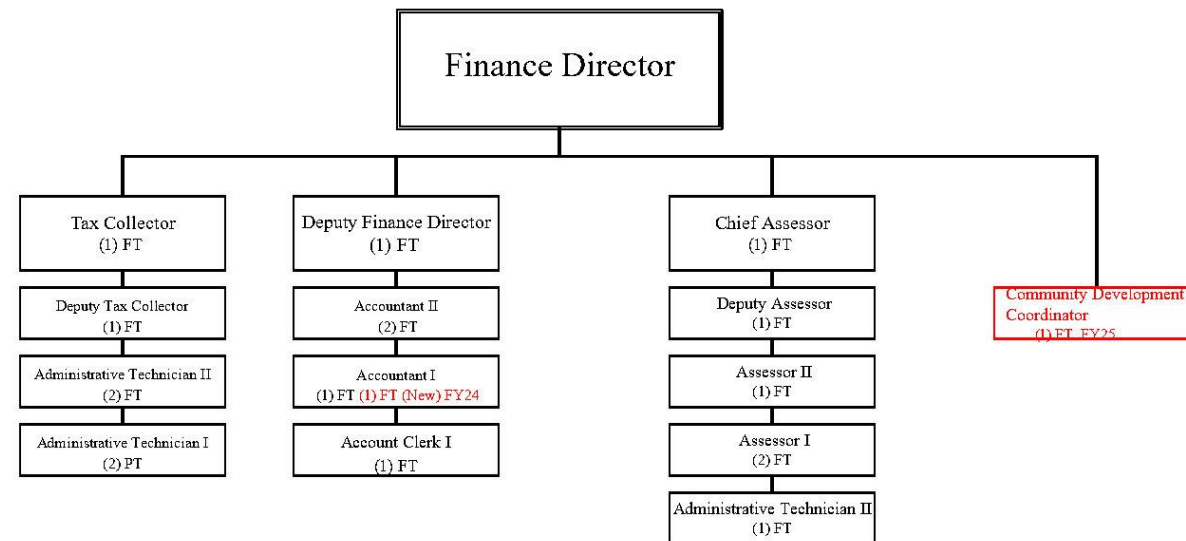 Finance Director
Tax Collector
(1) FT
Deputy Tax Collector
(1) FT
Administrative Technician II
(2) FT
Administrative Technician I
(2) PT
Deputy Finance Director
(1) FT
Accountant II
(2) FT
Accountant I
(1) FT (1) FT (New) FY24
Account Clerk I
(1) FT
Chief Assessor
(1) FT
Deputy Assessor
(1) FT
Assessor II
(1) FT
Assessor I
(2) FT
Administrative Technician II
(1) FT
Community Development
Coordinator
(1) FT FY25